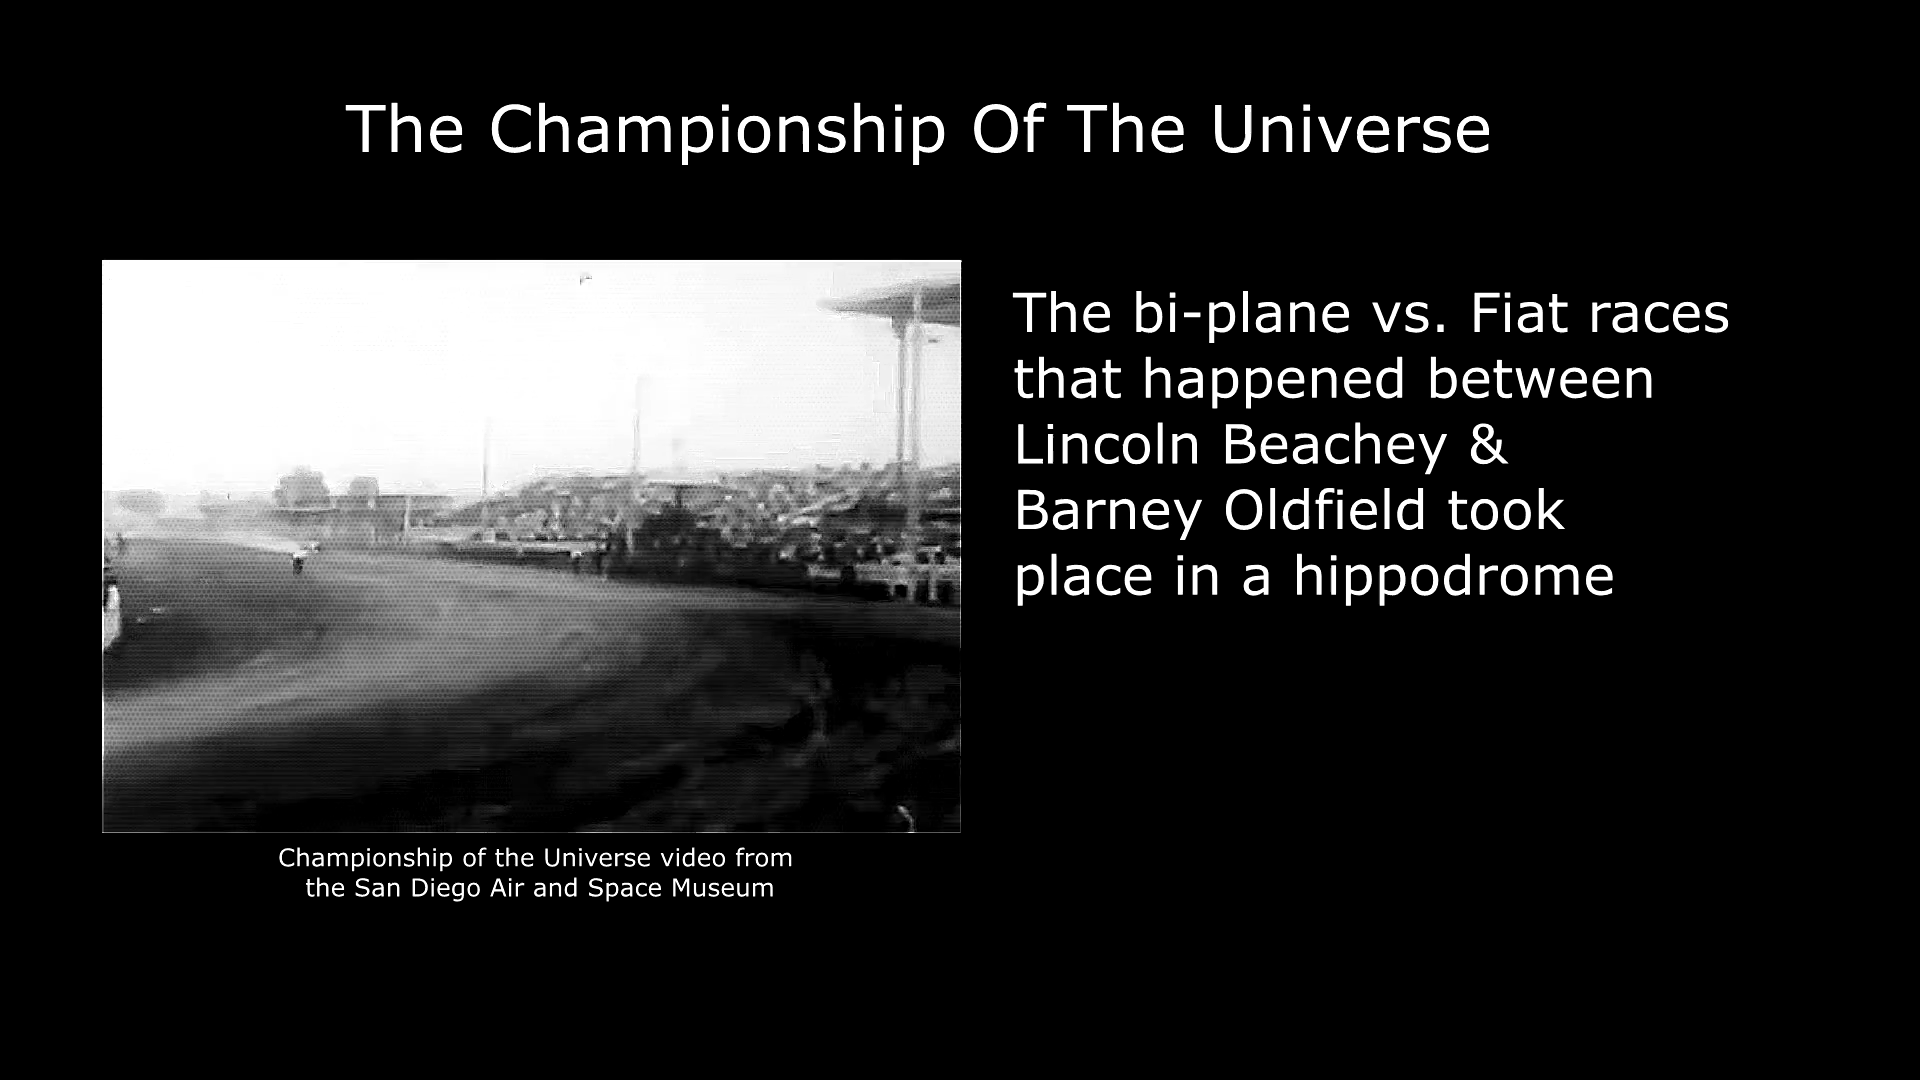 The Championship Of The Universe
The bi-plane vs. Fiat races
that happened between
Lincoln Beachey &
Barney Oldfield took
place in a hippodrome
Championship of the Universe video from
the San Diego Air and Space Museum